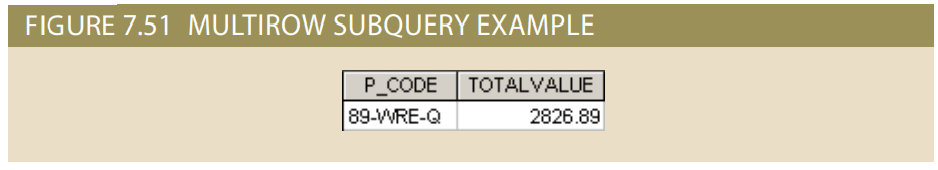 FIGURE 7.51 MULTIROW SUBQUERY EXAMPLE
P_CODE TOTALVALUE
89-WRE-Q 2826.89